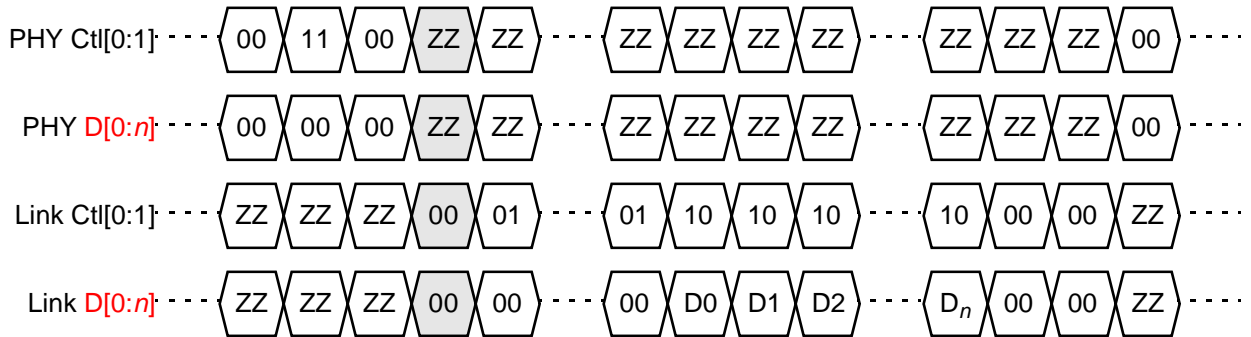 PHY Ctl[0:1] 00 11 00 ZZ ZZ ZZ ZZ ZZ ZZ ZZ ZZ ZZ 00
PHY D[0:n] 00 00 00 ZZ ZZ ZZ ZZ ZZ ZZ ZZ ZZ ZZ 00
Link Ctl[0:1] ZZ ZZ ZZ 00 01 01 10 10 10 10 00 00 ZZ
Link D[0:n] ZZ ZZ ZZ 00 00 00 D0 D1 D2 Dn 00 00 ZZ